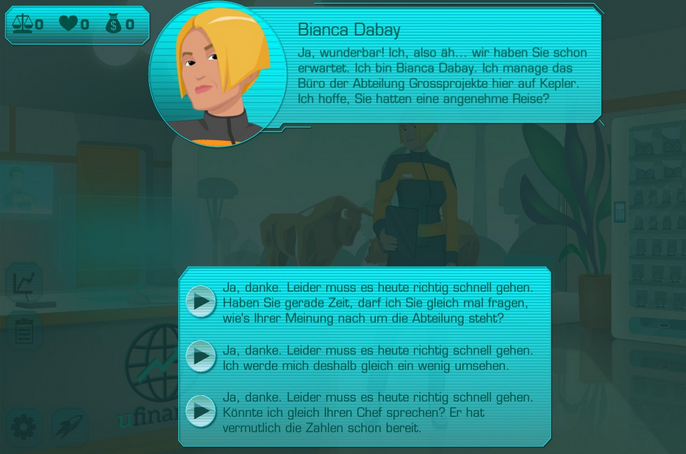 0 0 0
Bianca Dabay
Ja, wunderbar! Ich, also äh... wir haben Sie schon
erwartet. Ich bin Bianca Dabay. Ich manage das
Büro der Abteilung Grossprojekte hier auf Kepler.
Ich hoffe, Sie hatten eine angenehme Reise?
Ja, danke. Leider muss es heute richtig schnell gehen.
Haben Sie gerade Zeit, darf ich Sie gleich mal fragen,
wie's Ihrer Meinung nach um die Abteilung steht?
Ja, danke. Leider muss es heute richtig schnell gehen.
Ich werde mich deshalb gleich ein wenig umsehen.
Ja, danke. Leider muss es heute richtig schnell gehen.
Könnte ich gleich Ihren Chef sprechen? Er hat
vermutlich die Zahlen schon bereit.